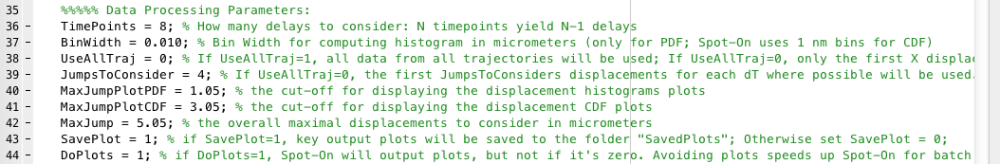 35 %%%%% Data Processing Parameters:
36 - TimePoints = 8; % How many delays to consider: N timepoints yield N-1 delays
37 - BinWidth = 0.010; % Bin Width for computing histogram in micrometers (only for PDF; Spot-On uses 1 nm bins for CDF)
38 - UseAllTraj = 0; % If UseAllTraj=1, all data from all trajectories will be used; If UseAllTraj=0, only the first X displac
39 - JumpsToConsider = 4; % If UseAllTraj=0, the first JumpsToConsiders displacements for each dT where possible will be used.
40 - MaxJumpPlotPDF = 1.05; % the cut-off for displaying the displacement histograms plots
41 - MaxJumpPlotCDF = 3.05; % the cut-off for displaying the displacement CDF plots
42 - MaxJump = 5.05; % the overall maximal displacements to consider in micrometers
43 - SavePlot = 1; % if SavePlot=1, key output plots will be saved to the folder "SavedPlots"; Otherwise set SavePlot = 0;
44 - DoPlots = 1; % if DoPlots=1, Spot-On will output plots, but not if it's zero. Avoiding plots speeds up Spot-On for batch